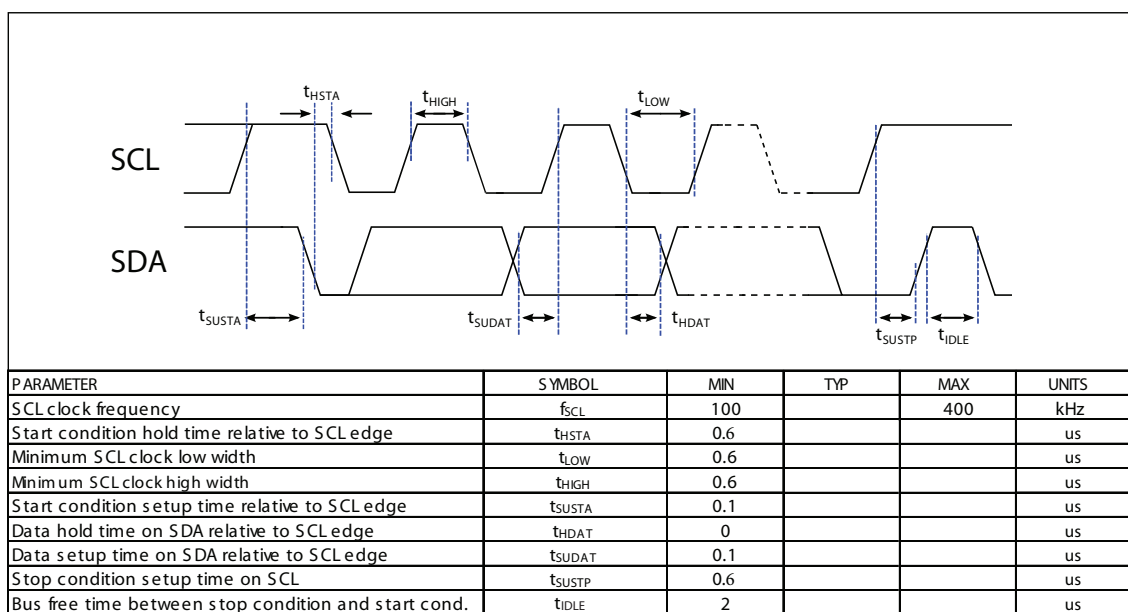 tHSTA
tHIGH
tLOW
SCL
SDA
tSUSTA
tSUDAT
tHDAT
tSUSTP
tIDLE
PARAMETER SYMBOL MIN TYP MAX UNITS
SCL clock frequency fSCL 100 400 kHz
Start condition hold time relative to SCL edge tHSTA 0.6 us
Minimum SCL clock low width tLOW 0.6 us
Minimum SCL clock high width tHIGH 0.6 us
Start condition setup time relative to SCL edge tSUSTA 0.1 us
Data hold time on SDA relative to SCL edge tHDAT 0 us
Data setup time on SDA relative to SCL edge tSUDAT 0.1 us
Stop condition setup time on SCL tSUSTP 0.6 us
Bus free time between stop condition and start cond. tIDLE 2 us